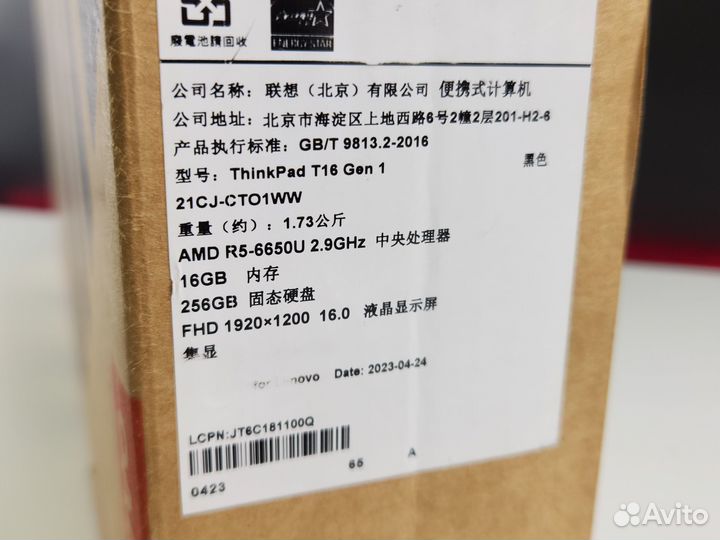 廢電池請回收
ENERGY STAR
公司名称: 联想（北京）有限公司 便携式计算机
公司地址: 北京市海淀区上地西路6号2幢2层201-H2-6
产品执行标准: GB/T 9813.2-2016
型号: ThinkPad T16 Gen 1 黑色
21CJ-CTO1WW
重量（约）: 1.73公斤
AMD R5-6650U 2.9GHz 中央处理器
16GB 内存
256GB 固态硬盘
FHD 1920×1200 16.0 液晶显示屏
集显
for Lenovo Date: 2023-04-24
LCPN:JT6C181100Q
65 A
0423
Avito